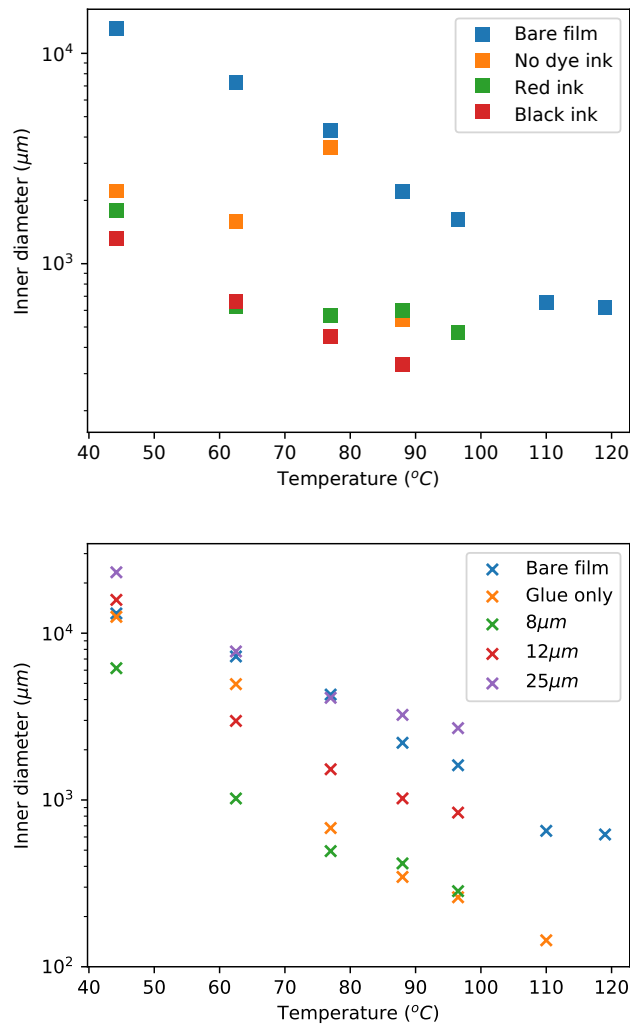 10⁴
10³
Inner diameter (μm)
Bare film
No dye ink
Red ink
Black ink
40 50 60 70 80 90 100 110 120
Temperature (°C)
10⁴
10³
10²
Inner diameter (μm)
Bare film
Glue only
8μm
12μm
25μm
40 50 60 70 80 90 100 110 120
Temperature (°C)